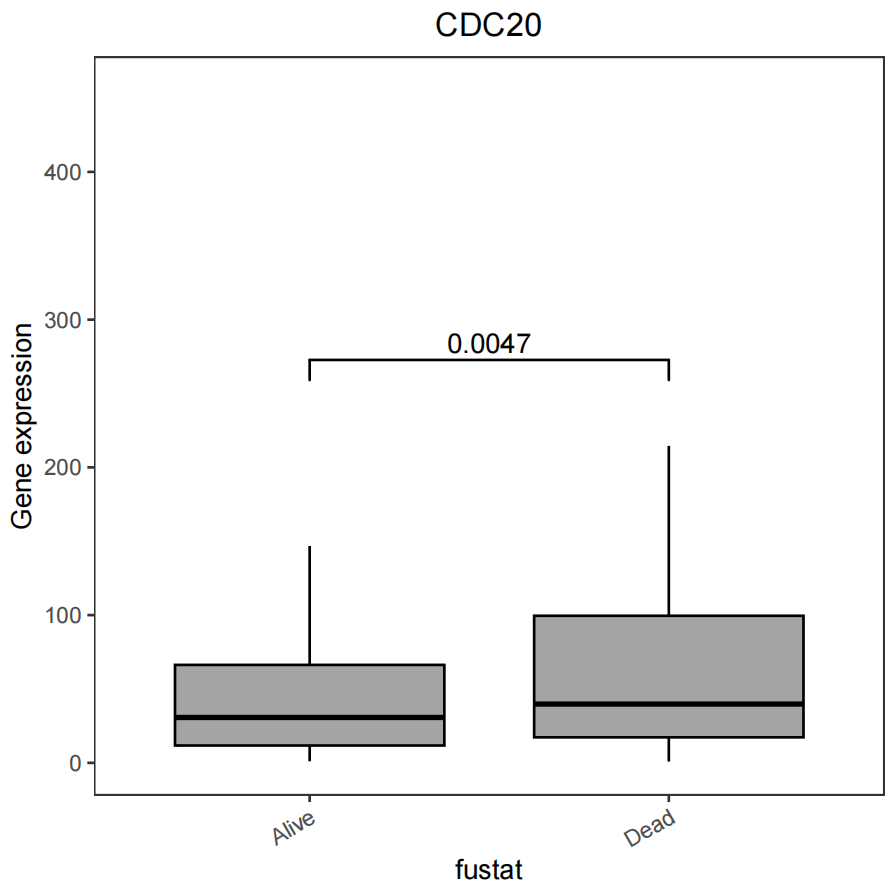 CDC20
400
300
200
100
0
Gene expression
0.0047
Alive
Dead
fustat